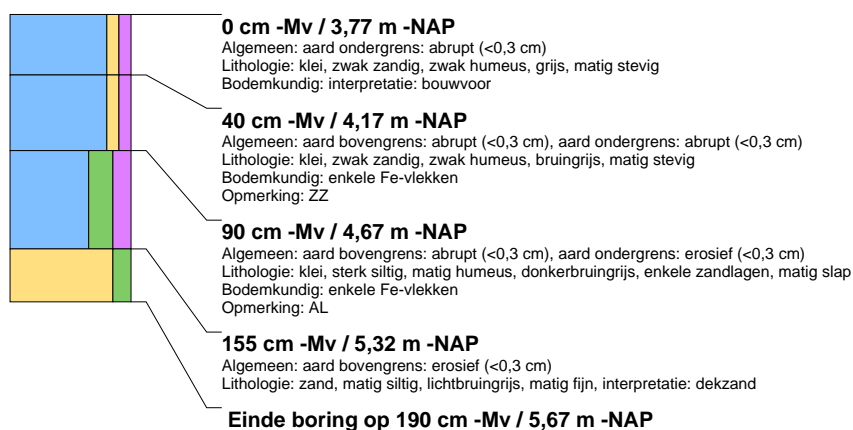 0 cm -Mv / 3,77 m -NAP
Algemeen: aard ondergrens: abrupt (<0,3 cm)
Lithologie: klei, zwak zandig, zwak humeus, grijs, matig stevig
Bodemkundig: interpretatie: bouwvoor
40 cm -Mv / 4,17 m -NAP
Algemeen: aard bovengrens: abrupt (<0,3 cm), aard ondergrens: abrupt (<0,3 cm)
Lithologie: klei, zwak zandig, zwak humeus, bruingrijs, matig stevig
Bodemkundig: enkele Fe-vlekken
Opmerking: ZZ
90 cm -Mv / 4,67 m -NAP
Algemeen: aard bovengrens: abrupt (<0,3 cm), aard ondergrens: erosief (<0,3 cm)
Lithologie: klei, sterk siltig, matig humeus, donkerbruingrijs, enkele zandlagen, matig slap
Bodemkundig: enkele Fe-vlekken
Opmerking: AL
155 cm -Mv / 5,32 m -NAP
Algemeen: aard bovengrens: erosief (<0,3 cm)
Lithologie: zand, matig siltig, lichtbruingrijs, matig fijn, interpretatie: dekzand
Einde boring op 190 cm -Mv / 5,67 m -NAP